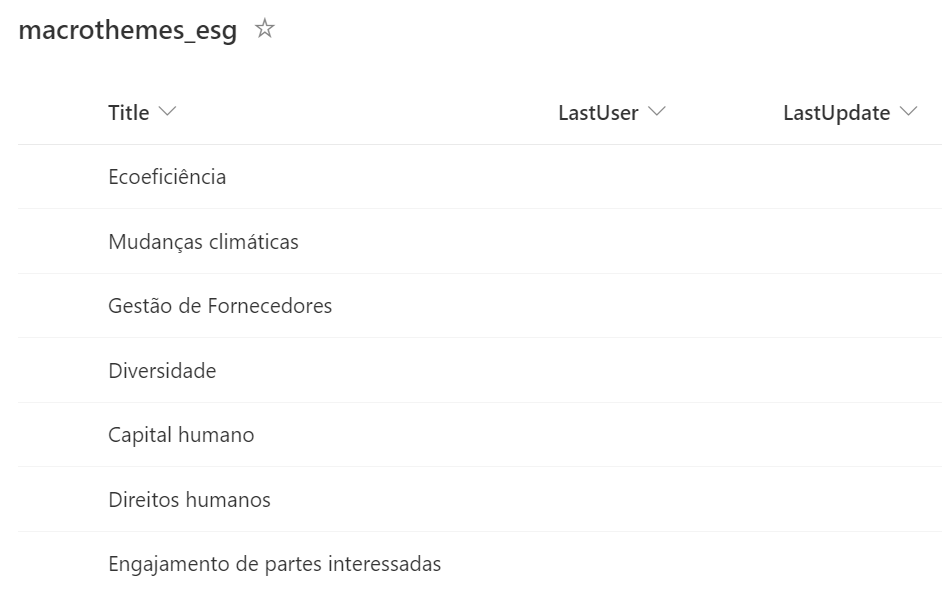 macrothemes_esg
Title LastUser LastUpdate
Ecoeficiência
Mudanças climáticas
Gestão de Fornecedores
Diversidade
Capital humano
Direitos humanos
Engajamento de partes interessadas